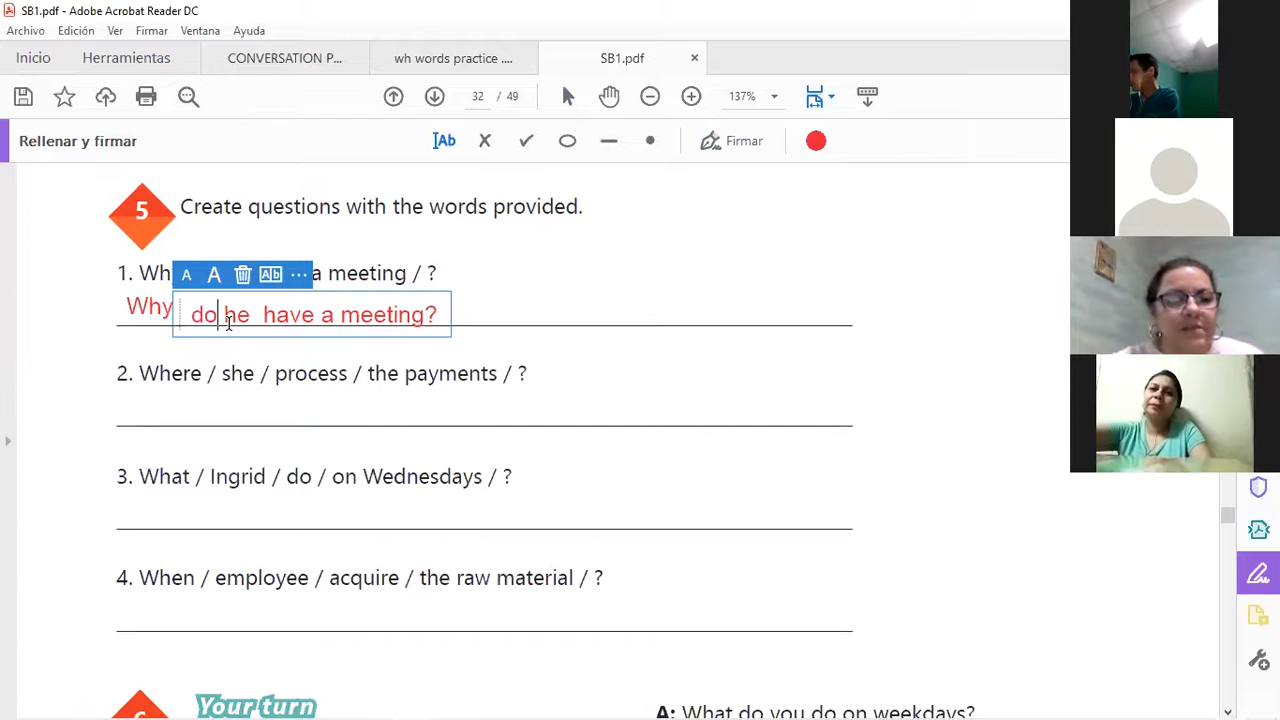 SB1.pdf - Adobe Acrobat Reader DC
Archivo Edición Ver Firmar Ventana Ayuda
Inicio Herramientas CONVERSATION P... wh words practice .... SB1.pdf ×
32 / 49 137%
Rellenar y firmar Ab Firmar
5 Create questions with the words provided.
A A Ab ...
1. Wh a meeting / ?
Why do he have a meeting?
2. Where / she / process / the payments / ?
3. What / Ingrid / do / on Wednesdays / ?
4. When / employee / acquire / the raw material / ?
6 Your turn A: What do you do on weekdays?